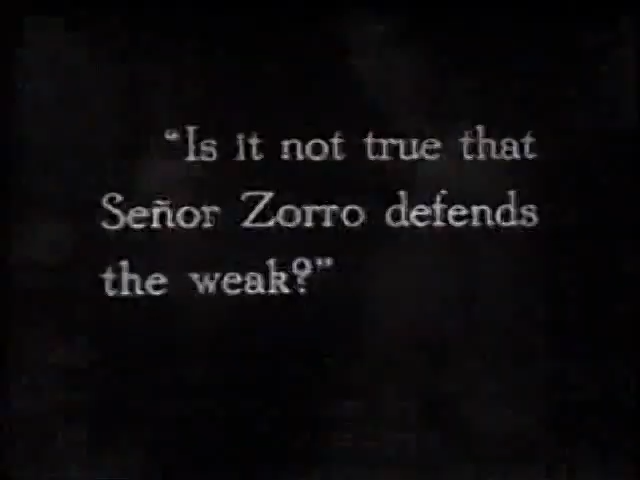 “Is it not true that
Señor Zorro defends
the weak?”